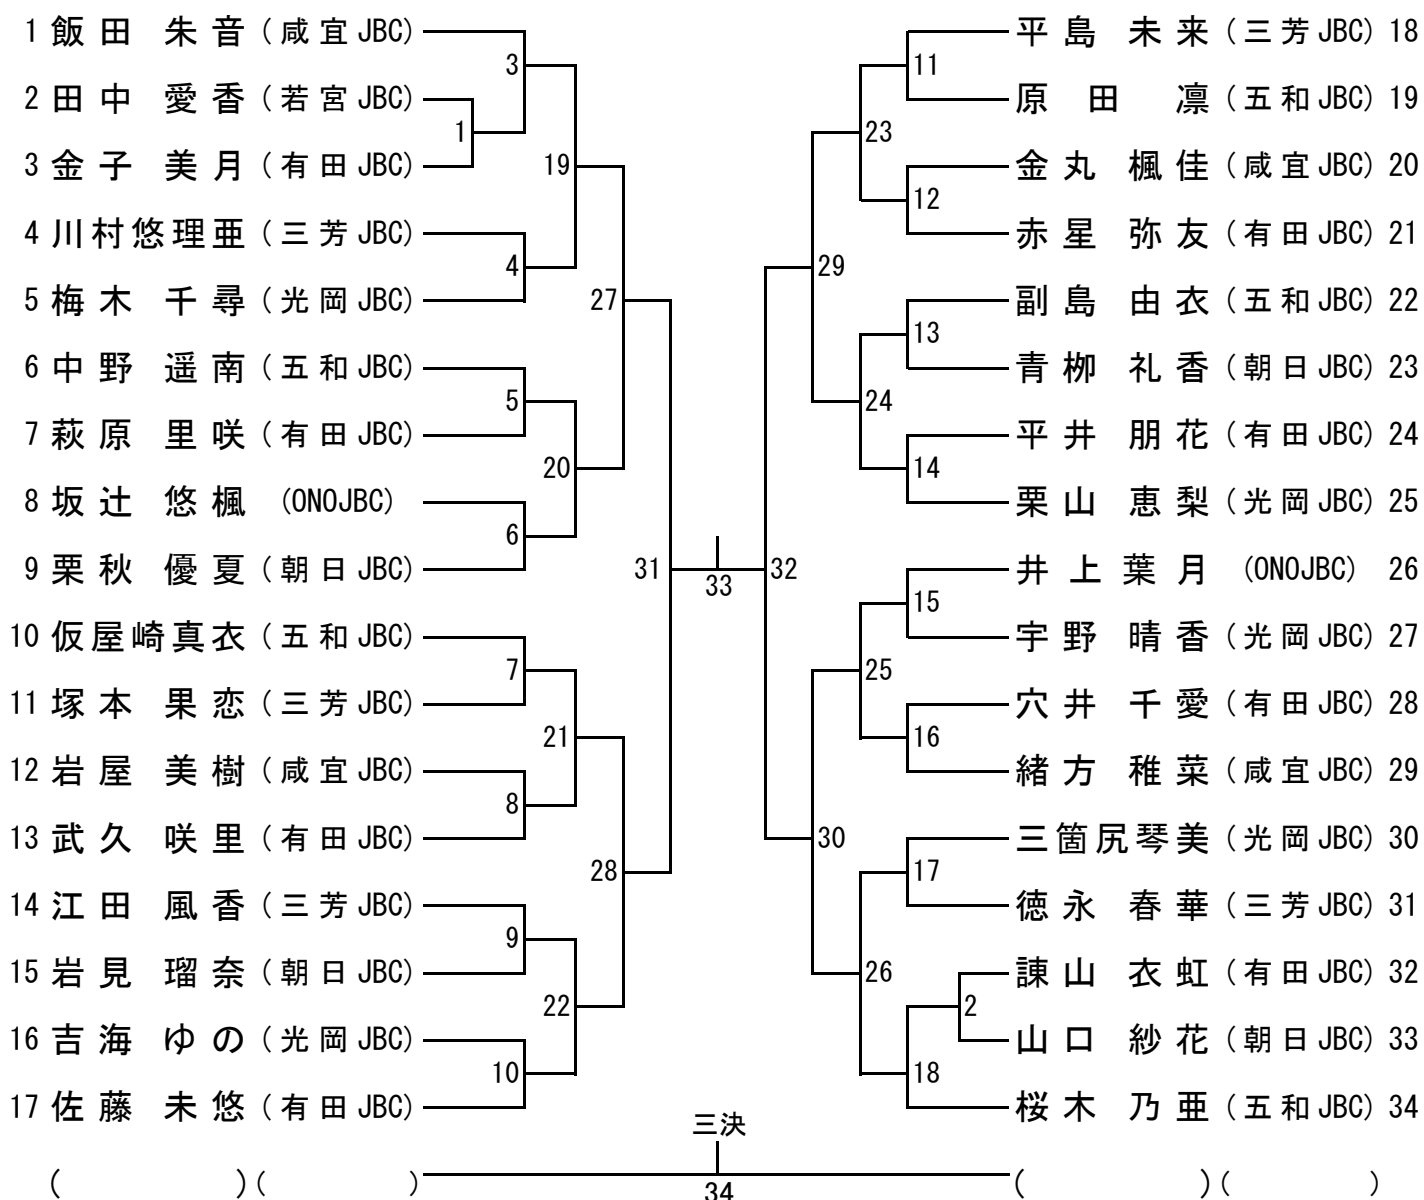 1 飯田 朱音 (咸宜JBC) 平島 未来 (三芳JBC) 18
3 11
2 田中 愛香 (若宮JBC) 原田 凛 (五和JBC) 19
1 23
3 金子 美月 (有田JBC) 19 金丸 楓佳 (咸宜JBC) 20
12
4 川村悠理亜 (三芳JBC) 赤星 弥友 (有田JBC) 21
4 29
5 梅木 千尋 (光岡JBC) 27 副島 由衣 (五和JBC) 22
13
6 中野 遥南 (五和JBC) 青栁 礼香 (朝日JBC) 23
5 24
7 萩原 里咲 (有田JBC) 平井 朋花 (有田JBC) 24
20 14
8 坂辻 悠楓 (ONOJBC) 栗山 恵梨 (光岡JBC) 25
6
9 栗秋 優夏 (朝日JBC) 31 33 32 井上葉月 (ONOJBC) 26
15
10 仮屋崎真衣 (五和JBC) 宇野 晴香 (光岡JBC) 27
7 25
11 塚本 果恋 (三芳JBC) 穴井 千愛 (有田JBC) 28
21 16
12 岩屋 美樹 (咸宜JBC) 緒方 稚菜 (咸宜JBC) 29
8
13 武久 咲里 (有田JBC) 30 三箇尻琴美 (光岡JBC) 30
28 17
14 江田 風香 (三芳JBC) 徳永 春華 (三芳JBC) 31
9
15 岩見 瑠奈 (朝日JBC) 26 諌山 衣虹 (有田JBC) 32
22 2
16 吉海 ゆの (光岡JBC) 山口 紗花 (朝日JBC) 33
10 18
17 佐藤 未悠 (有田JBC) 桜木 乃亜 (五和JBC) 34
三決
( ) ( ) ( ) ( )
34